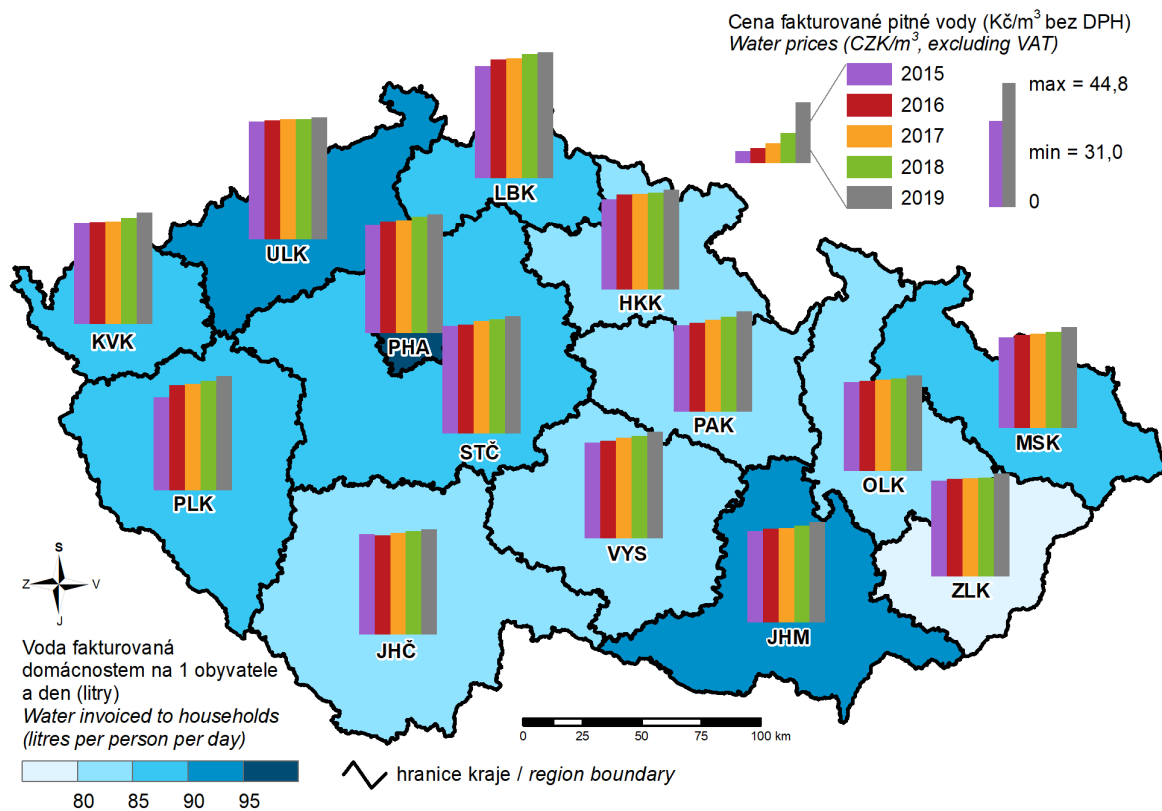 Cena fakturované pitné vody (Kč/m³ bez DPH)
Water prices (CZK/m³, excluding VAT)
2015
2016
2017
2018
2019
max = 44,8
min = 31,0
0
LBK
ULK
HKK
KVK
PHA
STČ
PAK
MSK
OLK
PLK
VYS
ZLK
JHČ
JHM
S
Z V
J
Voda fakturovaná
domácnostem na 1 obyvatele
a den (litry)
Water invoiced to households
(litres per person per day)
80 85 90 95
hranice kraje / region boundary
0 25 50 75 100 km